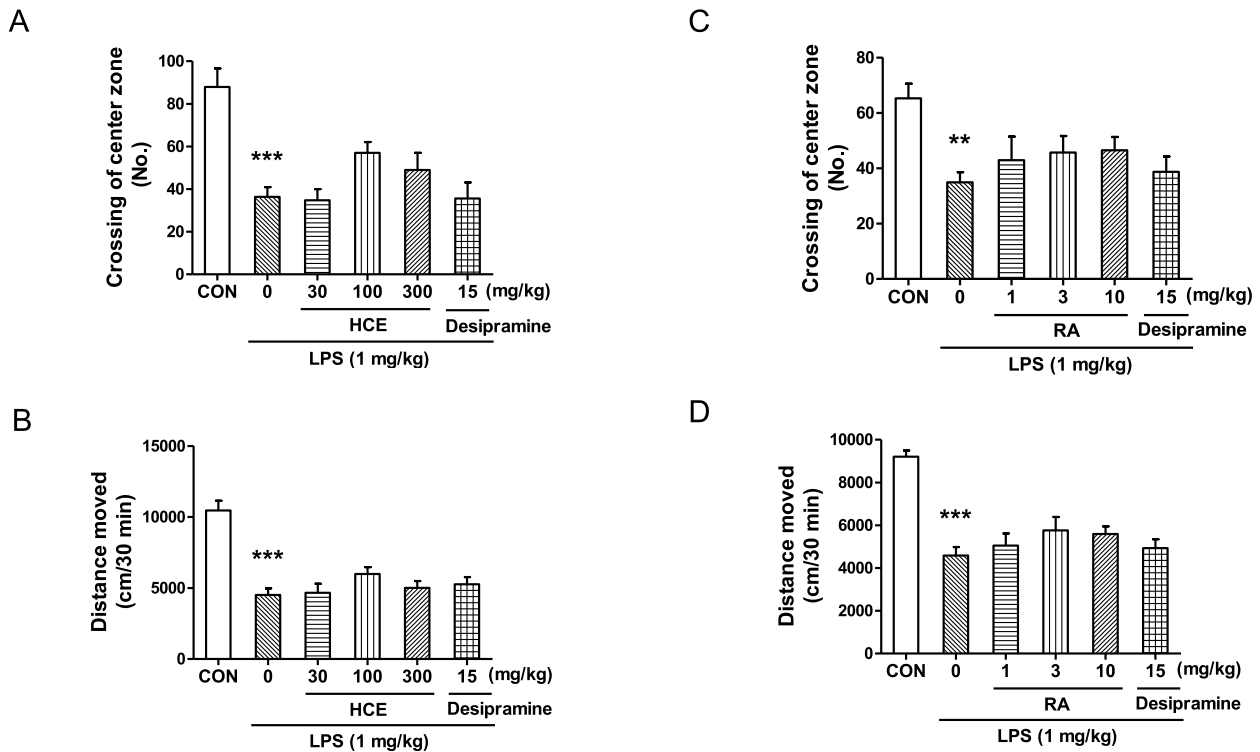 A
Crossing of center zone
(No.)
100
80
60
40
20
0
***
CON 0 30 100 300 15 (mg/kg)
HCE Desipramine
LPS (1 mg/kg)
C
Crossing of center zone
(No.)
80
60
40
20
0
**
CON 0 1 3 10 15 (mg/kg)
RA Desipramine
LPS (1 mg/kg)
B
Distance moved
(cm/30 min)
15000
10000
5000
0
***
CON 0 30 100 300 15 (mg/kg)
HCE Desipramine
LPS (1 mg/kg)
D
Distance moved
(cm/30 min)
10000
8000
6000
4000
2000
0
***
CON 0 1 3 10 15 (mg/kg)
RA Desipramine
LPS (1 mg/kg)